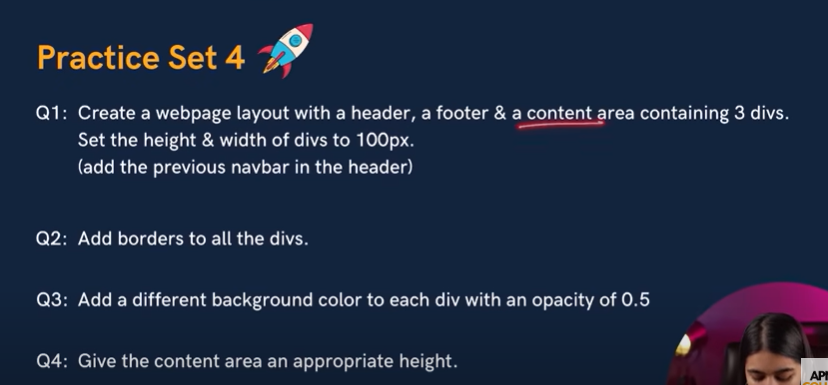 Practice Set 4
Q1: Create a webpage layout with a header, a footer & a content area containing 3 divs.
Set the height & width of divs to 100px.
(add the previous navbar in the header)
Q2: Add borders to all the divs.
Q3: Add a different background color to each div with an opacity of 0.5
Q4: Give the content area an appropriate height.